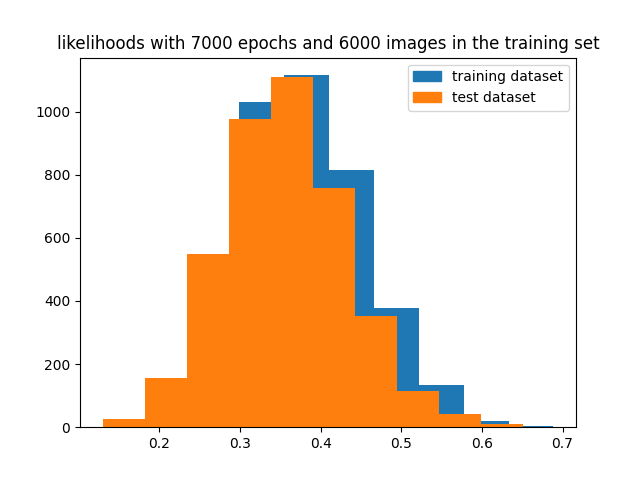 likelihoods with 7000 epochs and 6000 images in the training set
training dataset
test dataset
1000
800
600
400
200
0
0.2 0.3 0.4 0.5 0.6 0.7